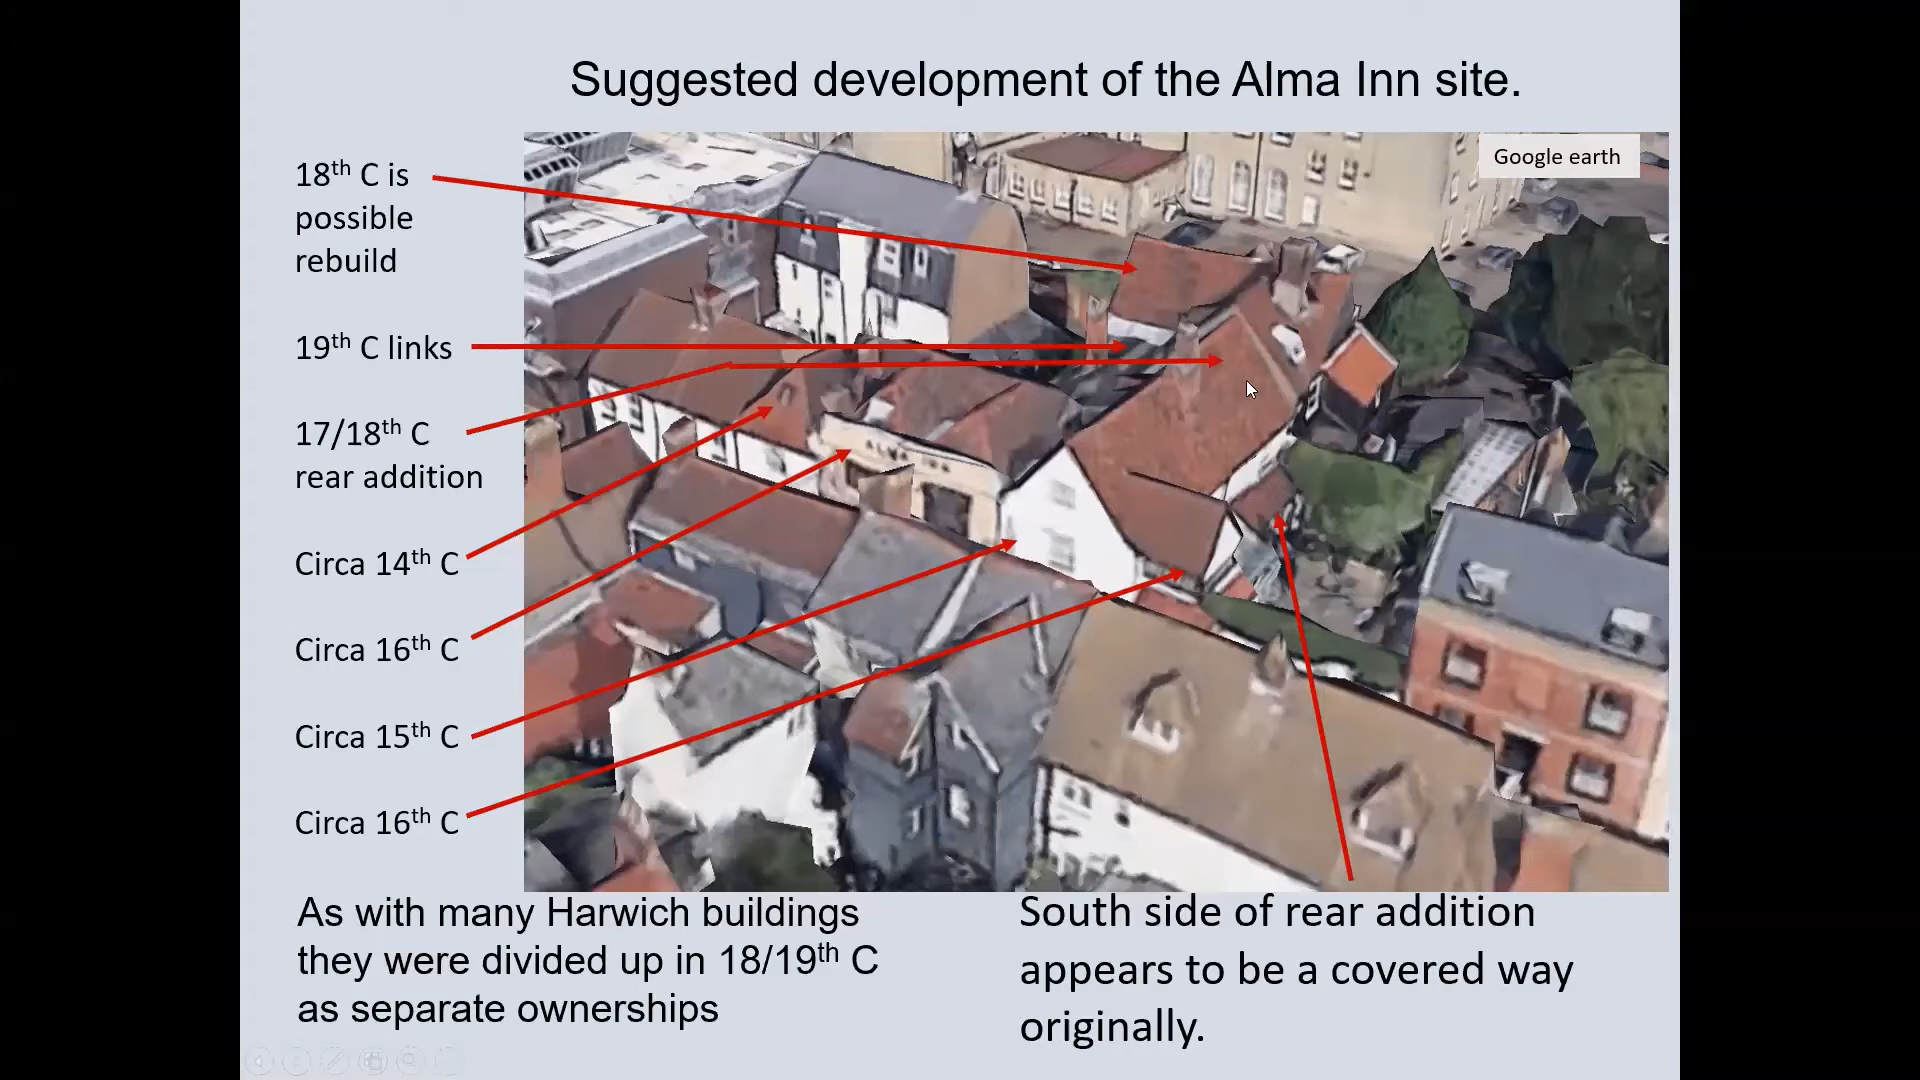 Suggested development of the Alma Inn site.
Google earth
18th C is
possible
rebuild
19th C links
17/18th C
rear addition
Circa 14th C
Circa 16th C
Circa 15th C
Circa 16th C
ALMA INN
As with many Harwich buildings
they were divided up in 18/19th C
as separate ownerships
South side of rear addition
appears to be a covered way
originally.